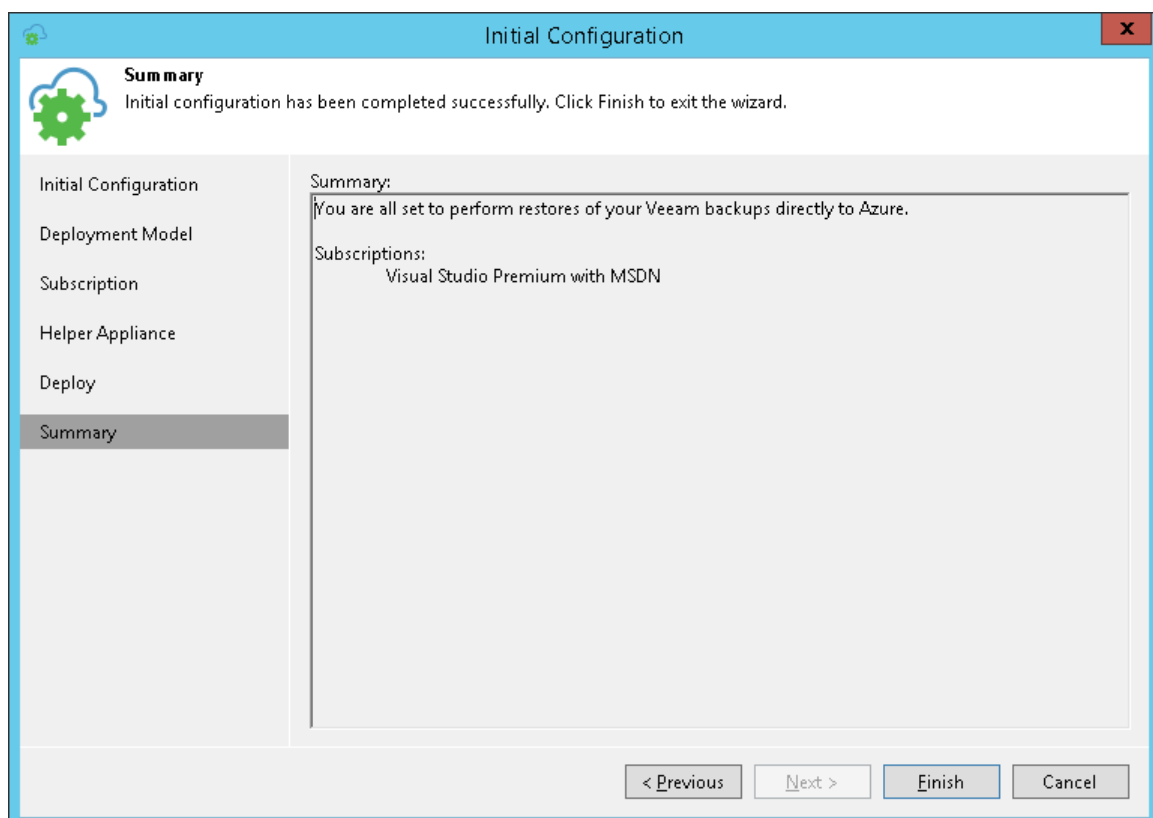 Initial Configuration
x
Summary
Initial configuration has been completed successfully. Click Finish to exit the wizard.
Initial Configuration
Deployment Model
Subscription
Helper Appliance
Deploy
Summary
Summary:
You are all set to perform restores of your Veeam backups directly to Azure.
Subscriptions:
Visual Studio Premium with MSDN
< Previous
Next >
Finish
Cancel